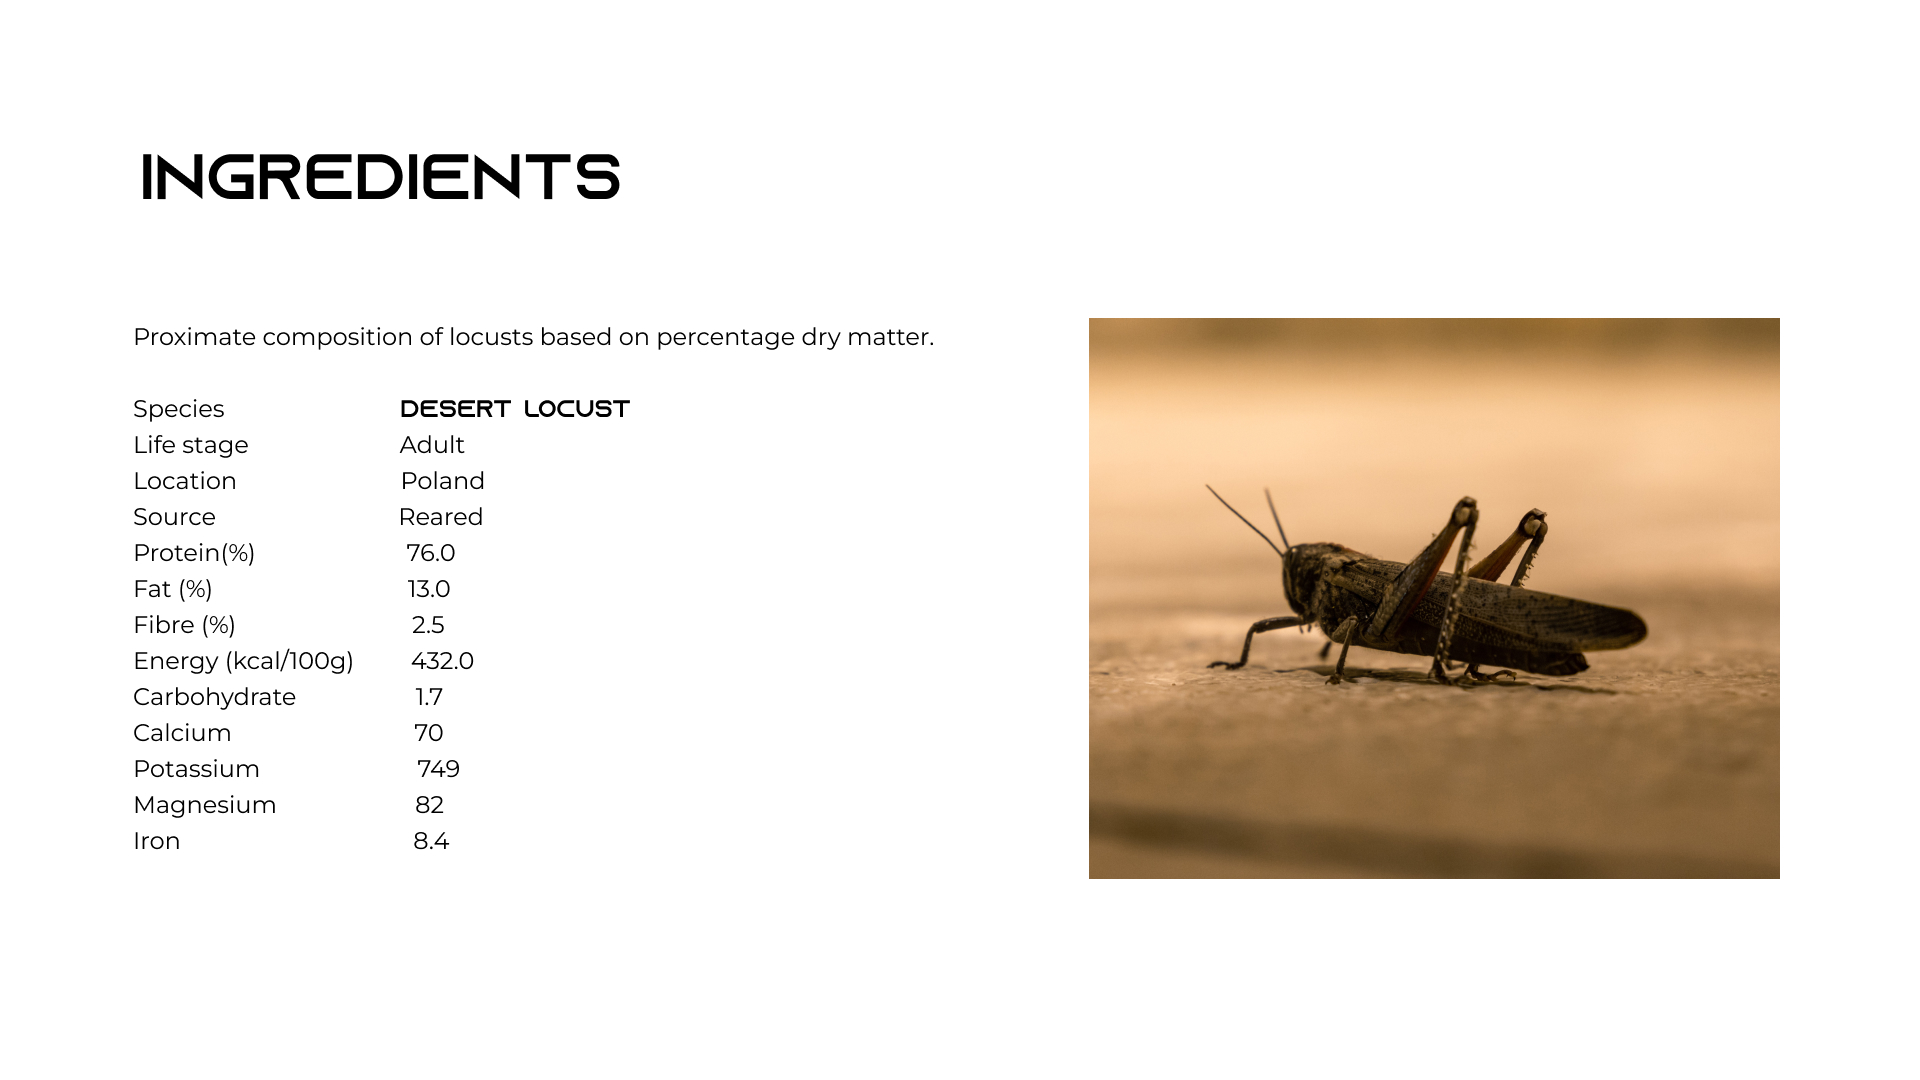 INGREDIENTS
Proximate composition of locusts based on percentage dry matter.
Species DESERT LOCUST
Life stage Adult
Location Poland
Source Reared
Protein(%) 76.0
Fat (%) 13.0
Fibre (%) 2.5
Energy (kcal/100g) 432.0
Carbohydrate 1.7
Calcium 70
Potassium 749
Magnesium 82
Iron 8.4